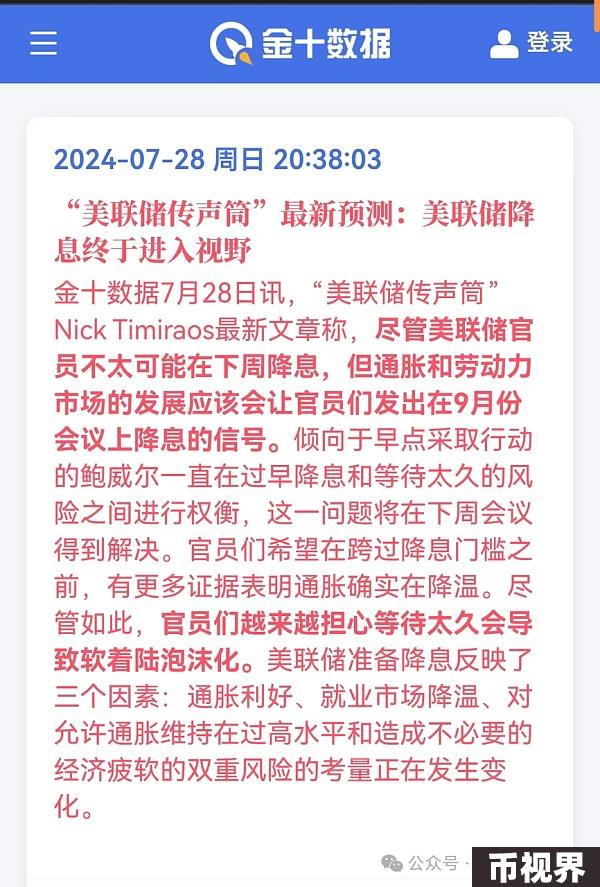 金十数据
登录
2024-07-28 周日 20:38:03
“美联储传声筒”最新预测：美联储降
息终于进入视野
金十数据7月28日讯，“美联储传声筒”
Nick Timiraos最新文章称，尽管美联储官
员不太可能在下周降息，但通胀和劳动力
市场的发展应该会让官员们发出在9月份
会议上降息的信号。倾向于早点采取行动
的鲍威尔一直在过早降息和等待太久的风
险之间进行权衡，这一问题将在下周会议
得到解决。官员们希望在跨过降息门槛之
前，有更多证据表明通胀确实在降温。尽
管如此，官员们越来越担心等待太久会导
致软着陆泡沫化。美联储准备降息反映了
三个因素：通胀利好、就业市场降温、对
允许通胀维持在过高水平和造成不必要的
经济疲软的双重风险的考量正在发生变
化。
公众号·
币视界